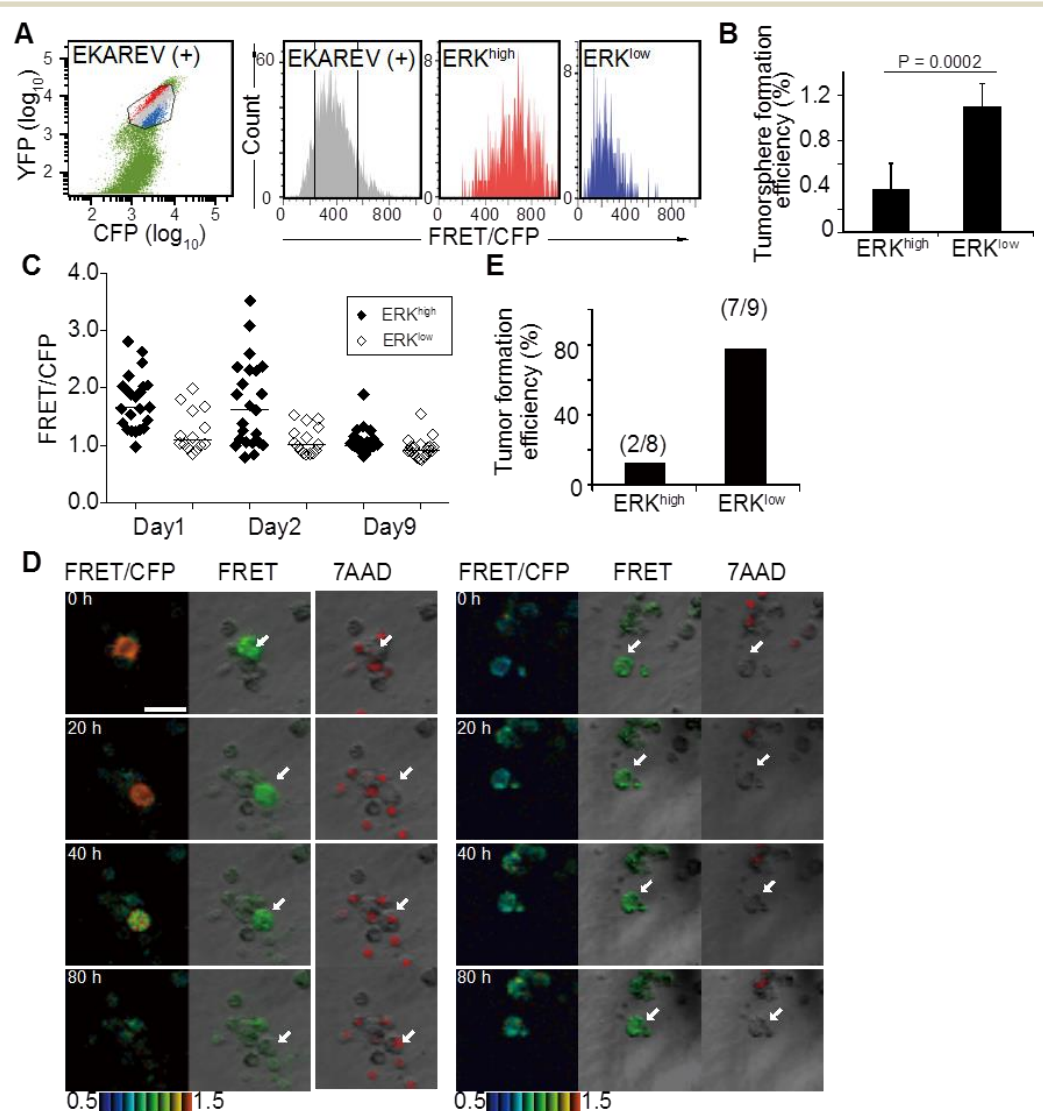 A
EKAREV (+)
YFP (log10)
5
4
3
2
2 3 4 5
CFP (log10)
Count
EKAREV (+)
60
0
0 400 800
ERKhigh
8
0
400 800
ERKlow
8
0
0 400 800
FRET/CFP
B
P = 0.0002
Tumorsphere formation
efficiency (%)
1.2
0.8
0.4
0
ERKhigh ERKlow
C
FRET/CFP
4.0
3.0
2.0
1.0
0.0
ERKhigh
ERKlow
Day1 Day2 Day9
E
Tumor formation
efficiency (%)
80
40
0
(2/8)
(7/9)
ERKhigh ERKlow
D
FRET/CFP FRET 7AAD
0 h
20 h
40 h
80 h
0.5 1.5
FRET/CFP FRET 7AAD
0 h
20 h
40 h
80 h
0.5 1.5